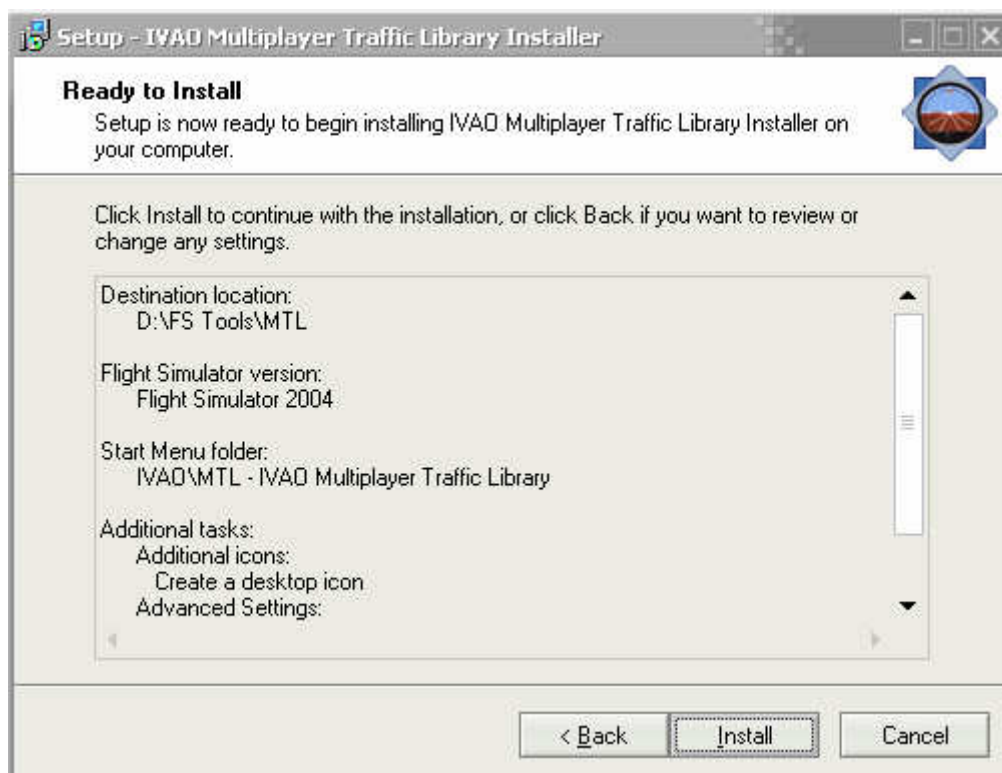 Setup - IVAO Multiplayer Traffic Library Installer
Ready to Install
Setup is now ready to begin installing IVAO Multiplayer Traffic Library Installer on
your computer.
Click Install to continue with the installation, or click Back if you want to review or
change any settings.
Destination location:
D:\FS Tools\MTL
Flight Simulator version:
Flight Simulator 2004
Start Menu folder:
IVAO\MTL - IVAO Multiplayer Traffic Library
Additional tasks:
Additional icons:
Create a desktop icon
Advanced Settings:
< Back
Install
Cancel